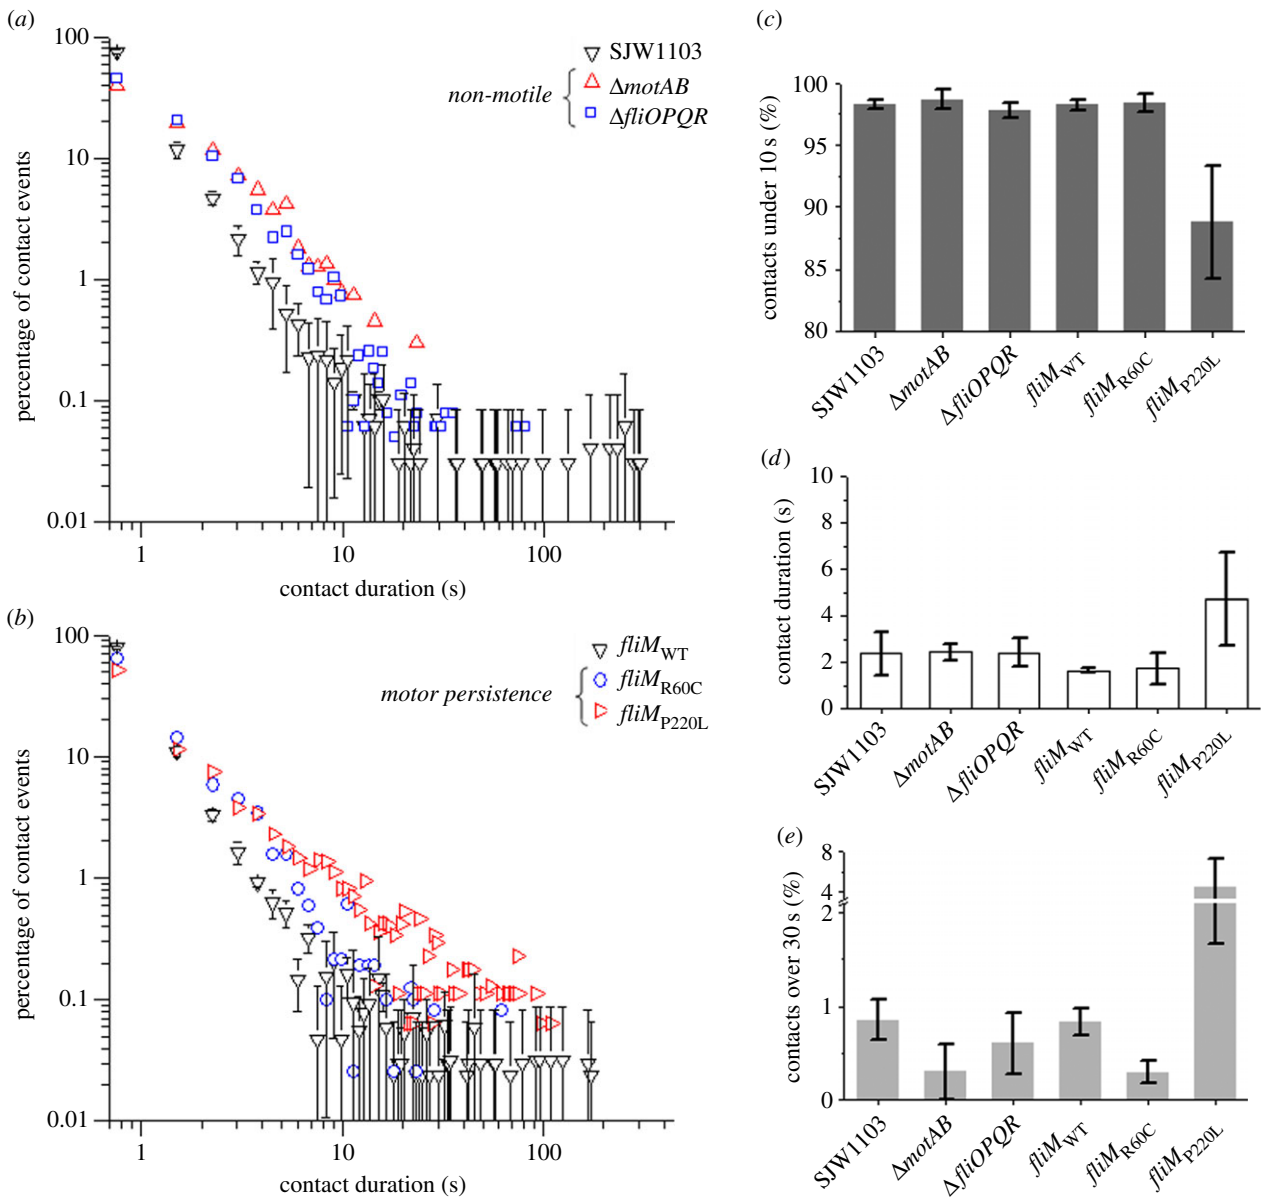 (a)
percentage of contact events
100
10
1
0.1
0.01
SJW1103
non-motile
ΔmotAB
ΔfliOPQR
1 10 100
contact duration (s)
(b)
percentage of contact events
100
10
1
0.1
0.01
fliMWT
motor persistence
fliMR60C
fliMP220L
1 10 100
contact duration (s)
(c)
contacts under 10 s (%)
100
95
90
85
80
SJW1103 ΔmotAB ΔfliOPQR fliMWT fliMR60C fliMP220L
(d)
contact duration (s)
10
8
6
4
2
0
SJW1103 ΔmotAB ΔfliOPQR fliMWT fliMR60C fliMP220L
(e)
contacts over 30 s (%)
8
4
2
1
0
SJW1103 ΔmotAB ΔfliOPQR fliMWT fliMR60C fliMP220L